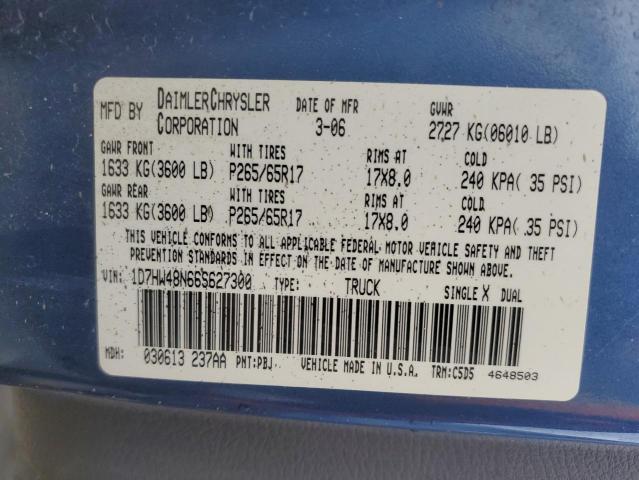 MFD BY DAIMLERCHRYSLER CORPORATION DATE OF MFR 3-06 GVWR 2727 KG(06010 LB)
GAWR FRONT WITH TIRES RIMS AT COLD
1633 KG(3600 LB) P265/65R17 17X8.0 240 KPA( 35 PSI)
GAWR REAR WITH TIRES RIMS AT COLD
1633 KG(3600 LB) P265/65R17 17X8.0 240 KPA( 35 PSI)
THIS VEHICLE CONFORMS TO ALL APPLICABLE FEDERAL MOTOR VEHICLE SAFETY AND THEFT
PREVENTION STANDARDS IN EFFECT ON THE DATE OF MANUFACTURE SHOWN ABOVE.
VIN: 1D7HW48N66S627300 TYPE: TRUCK SINGLE X DUAL
MDH: 030613 237AA PNT:PBJ VEHICLE MADE IN U.S.A. TRM:C5D5 4648503